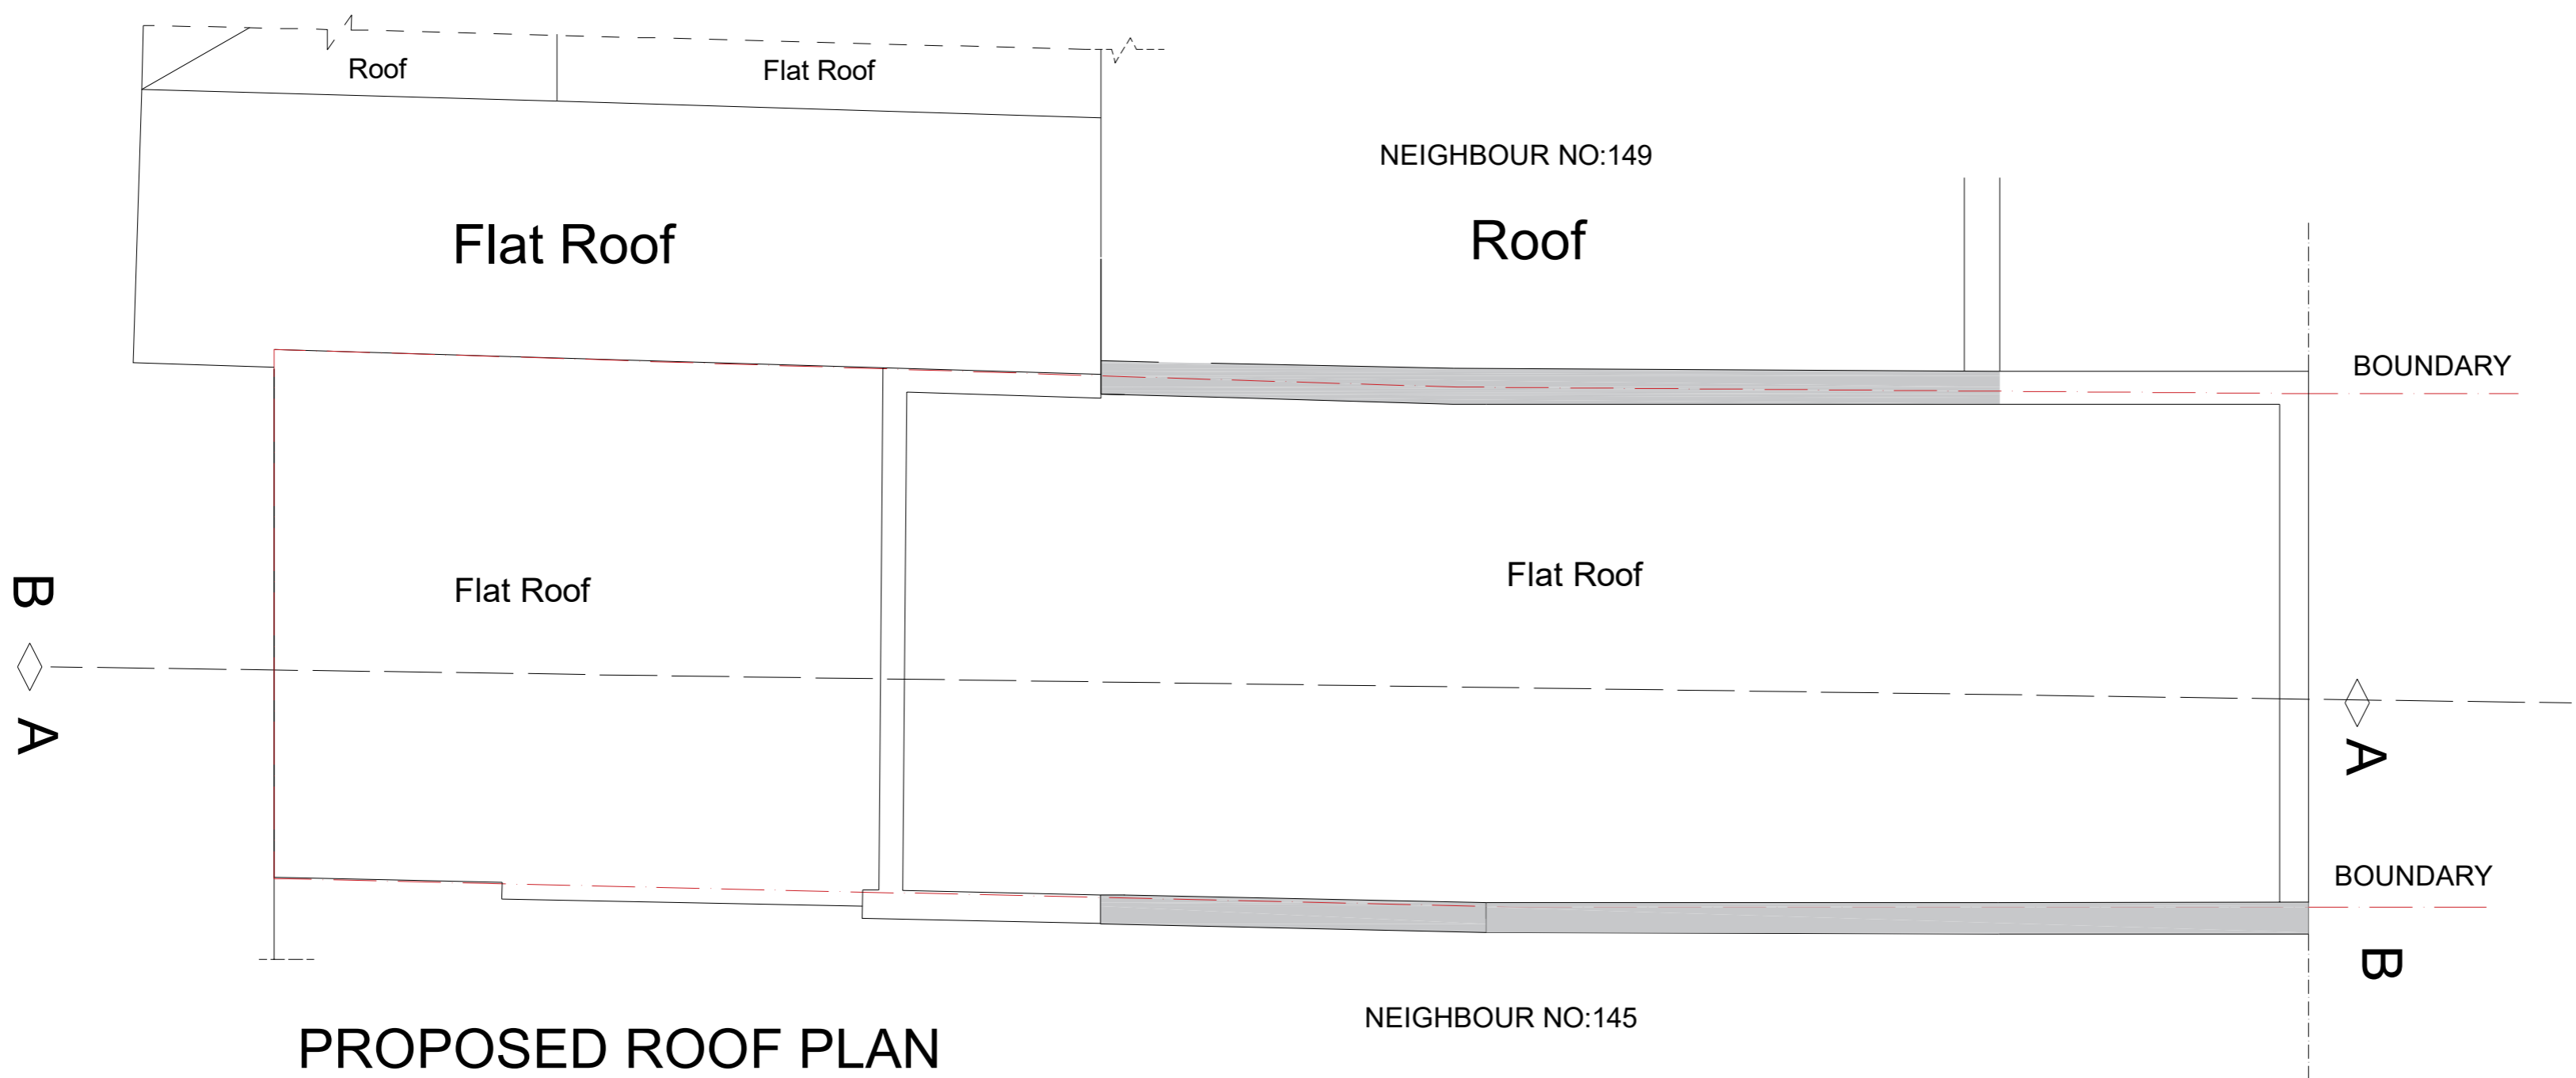 Roof
Flat Roof
NEIGHBOUR NO:149
Flat Roof
Roof
BOUNDARY
Flat Roof
Flat Roof
B
A
A
BOUNDARY
B
NEIGHBOUR NO:145
PROPOSED ROOF PLAN